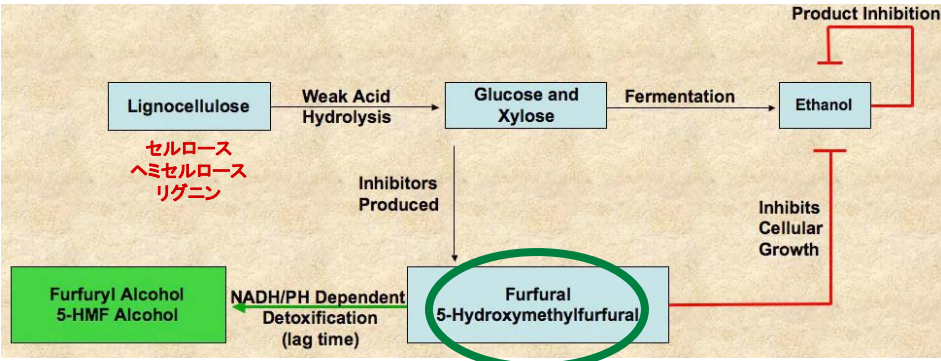 Product Inhibition
Lignocellulose
Weak Acid
Hydrolysis
Glucose and
Xylose
Fermentation
Ethanol
セルロース
ヘミセルロース
リグニン
Inhibitors
Produced
Inhibits
Cellular
Growth
Furfuryl Alcohol
5-HMF Alcohol
NADH/PH Dependent
Detoxification
(lag time)
Furfural
5-Hydroxymethylfurfural